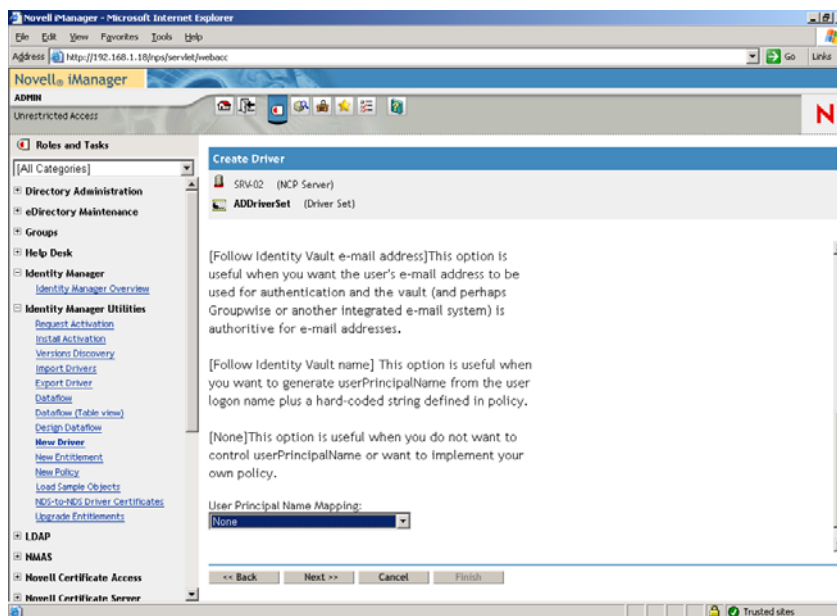 Novell iManager - Microsoft Internet Explorer
File Edit View Favorites Tools Help
Address http://192.168.1.18/nps/servlet/webacc Go Links
Novell® iManager
ADMIN
Unrestricted Access
N
Roles and Tasks
[All Categories]
Directory Administration
eDirectory Maintenance
Groups
Help Desk
Identity Manager
Identity Manager Overview
Identity Manager Utilities
Request Activation
Install Activation
Versions Discovery
Import Drivers
Export Driver
Dataflow
Dataflow (Table view)
Design Dataflow
New Driver
New Entitlement
New Policy
Load Sample Objects
NDS-to-NDS Driver Certificates
Upgrade Entitlements
LDAP
NMAS
Novell Certificate Access
Novell Certificate Server
Create Driver
SRV-02 (NCP Server)
ADDriverSet (Driver Set)
[Follow Identity Vault e-mail address]This option is
useful when you want the user's e-mail address to be
used for authentication and the vault (and perhaps
Groupwise or another integrated e-mail system) is
authoritive for e-mail addresses.
[Follow Identity Vault name] This option is useful when
you want to generate userPrincipalName from the user
logon name plus a hard-coded string defined in policy.
[None]This option is useful when you do not want to
control userPrincipalName or want to implement your
own policy.
User Principal Name Mapping:
None
<< Back Next >> Cancel Finish
Trusted sites